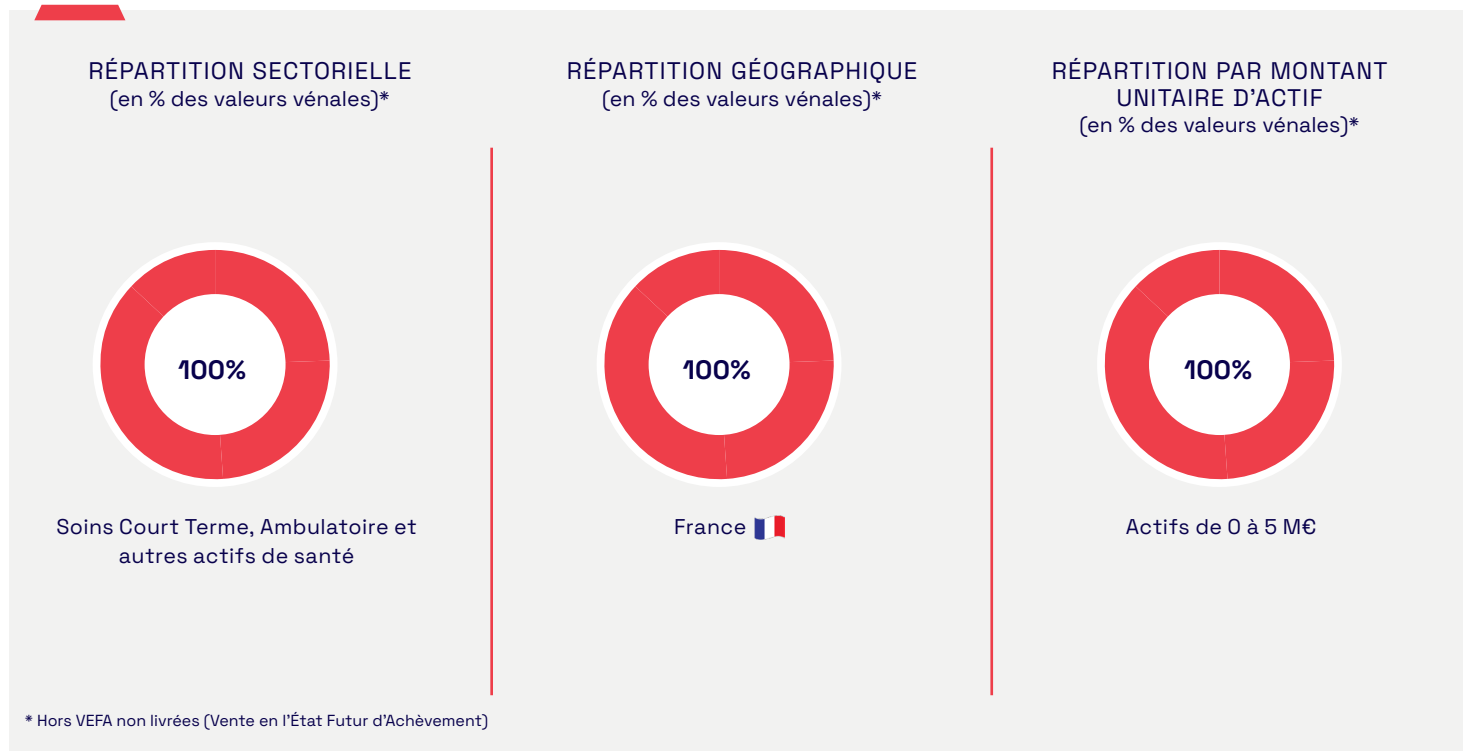 RÉPARTITION SECTORIELLE
(en % des valeurs vénales)*
100%
Soins Court Terme, Ambulatoire et
autres actifs de santé
RÉPARTITION GÉOGRAPHIQUE
(en % des valeurs vénales)*
100%
France
RÉPARTITION PAR MONTANT
UNITAIRE D'ACTIF
(en % des valeurs vénales)*
100%
Actifs de 0 à 5 M€
* Hors VEFA non livrées (Vente en l'État Futur d'Achèvement)